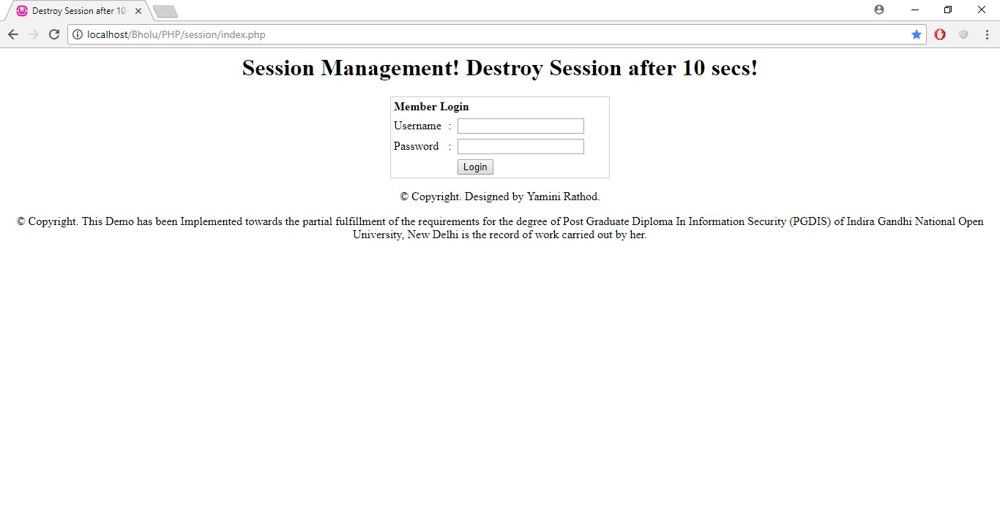 Destroy Session after 10
localhost/Bholu/PHP/session/index.php
Session Management! Destroy Session after 10 secs!
Member Login
Username :
Password :
Login
© Copyright. Designed by Yamini Rathod.
© Copyright. This Demo has been Implemented towards the partial fulfillment of the requirements for the degree of Post Graduate Diploma In Information Security (PGDIS) of Indira Gandhi National Open
University, New Delhi is the record of work carried out by her.